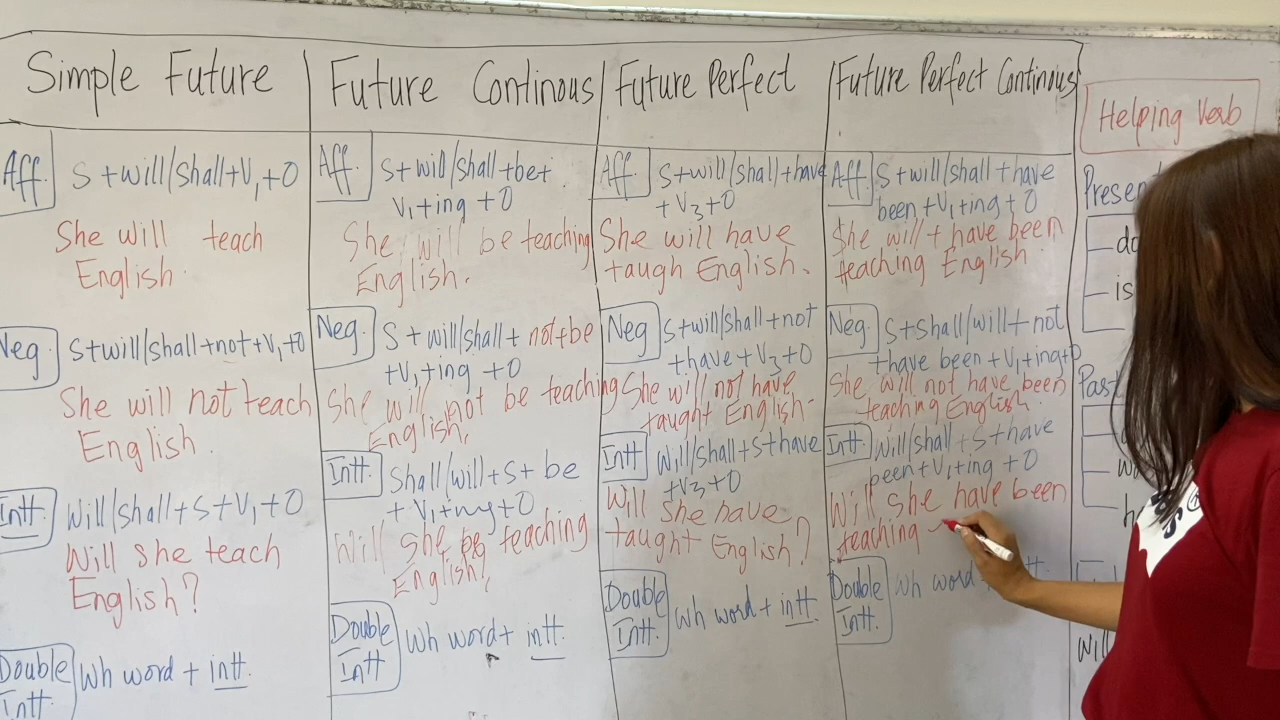 Simple Future
Aff. S+will/shall+V₁+O
She will teach
English.
Neg. S+will/shall+not+V₁+O
She will not teach
English.
Intt. Will/shall+S+V₁+O
Will she teach
English?
Double Intt. Wh word + intt.
Future Continous
Aff. S+will/shall+be+
V₁+ing+O
She will be teaching
English.
Neg. S+will/shall+not+be
+V₁+ing+O
She will not be teaching
English.
Intt. Shall/will+S+be
+V₁+ing+O
Will she be teaching
English?
Double Intt Wh word+ intt.
Future Perfect
Aff. S+will/shall+have
+V₃+O
She will have
taugh English.
Neg S+will/shall+not
+have+V₃+O
She will not have
taught English.
Intt Will/shall+S+have
+V₃+O
Will she have
taught English?
Double Intt. Wh word+ intt.
Future Perfect Continous
Aff. S+will/shall+have
been+V₁+ing+O
She will+have been
teaching English
Neg. S+shall/will+not
+have been+V₁+ing+O
She will not have been
teaching English.
Intt. Will/shall+S+have
been+V₁+ing+O
Will she have been
teaching
Double Intt. Wh word
Helping Verb
Present
do
is
Past